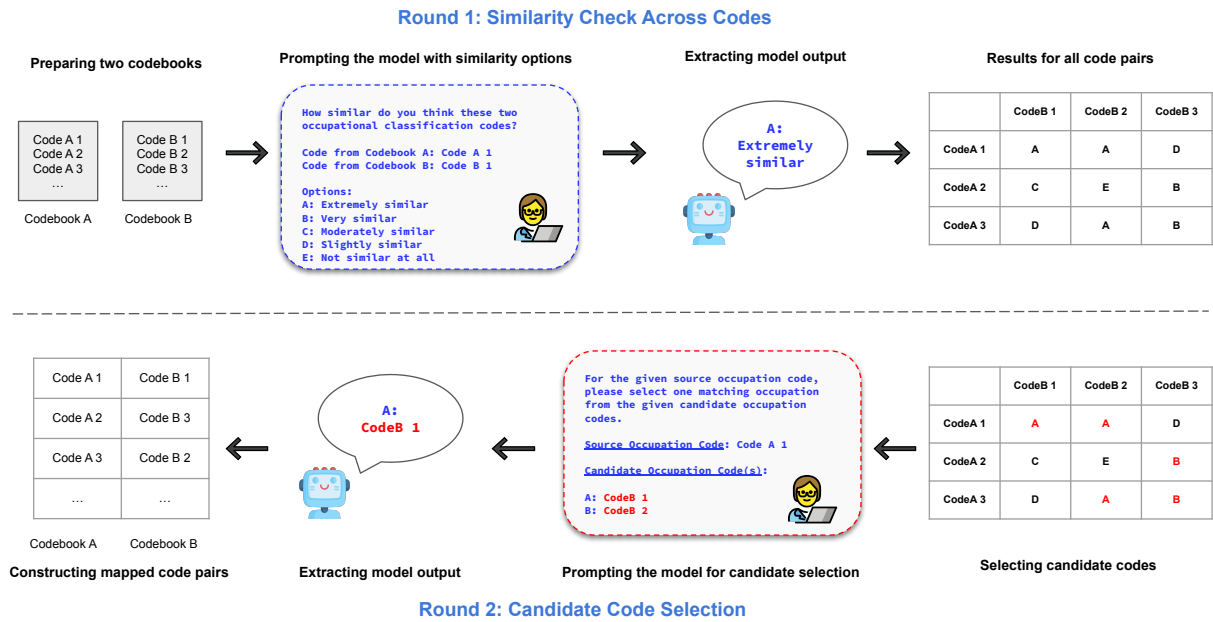 Round 1: Similarity Check Across Codes
Preparing two codebooks
Prompting the model with similarity options
Extracting model output
Results for all code pairs
Code A 1
Code A 2
Code A 3
...
Codebook A
Code B 1
Code B 2
Code B 3
...
Codebook B
How similar do you think these two
occupational classification codes?
Code from Codebook A: Code A 1
Code from Codebook B: Code B 1
Options:
A: Extremely similar
B: Very similar
C: Moderately similar
D: Slightly similar
E: Not similar at all
A:
Extremely
similar
CodeB 1 CodeB 2 CodeB 3
CodeA 1 A A D
CodeA 2 C E B
CodeA 3 D A B
Code A 1 Code B 1
Code A 2 Code B 3
Code A 3 Code B 2
... ...
Codebook A Codebook B
Constructing mapped code pairs
A:
CodeB 1
Extracting model output
For the given source occupation code,
please select one matching occupation
from the given candidate occupation
codes.
Source Occupation Code: Code A 1
Candidate Occupation Code(s):
A: CodeB 1
B: CodeB 2
Prompting the model for candidate selection
CodeB 1 CodeB 2 CodeB 3
CodeA 1 A A D
CodeA 2 C E B
CodeA 3 D A B
Selecting candidate codes
Round 2: Candidate Code Selection